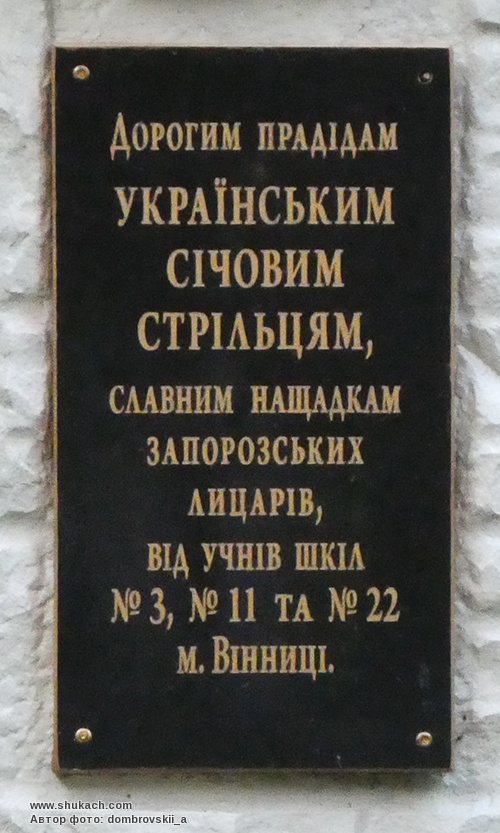 Дорогим прадідам
українським
січовим
стрільцям,
славним нащадкам
запорозських
лицарів,
від учнів шкіл
№ 3, № 11 та № 22
м. Вінниці.
www.shukach.com
Автор фото: dombrovskii_a